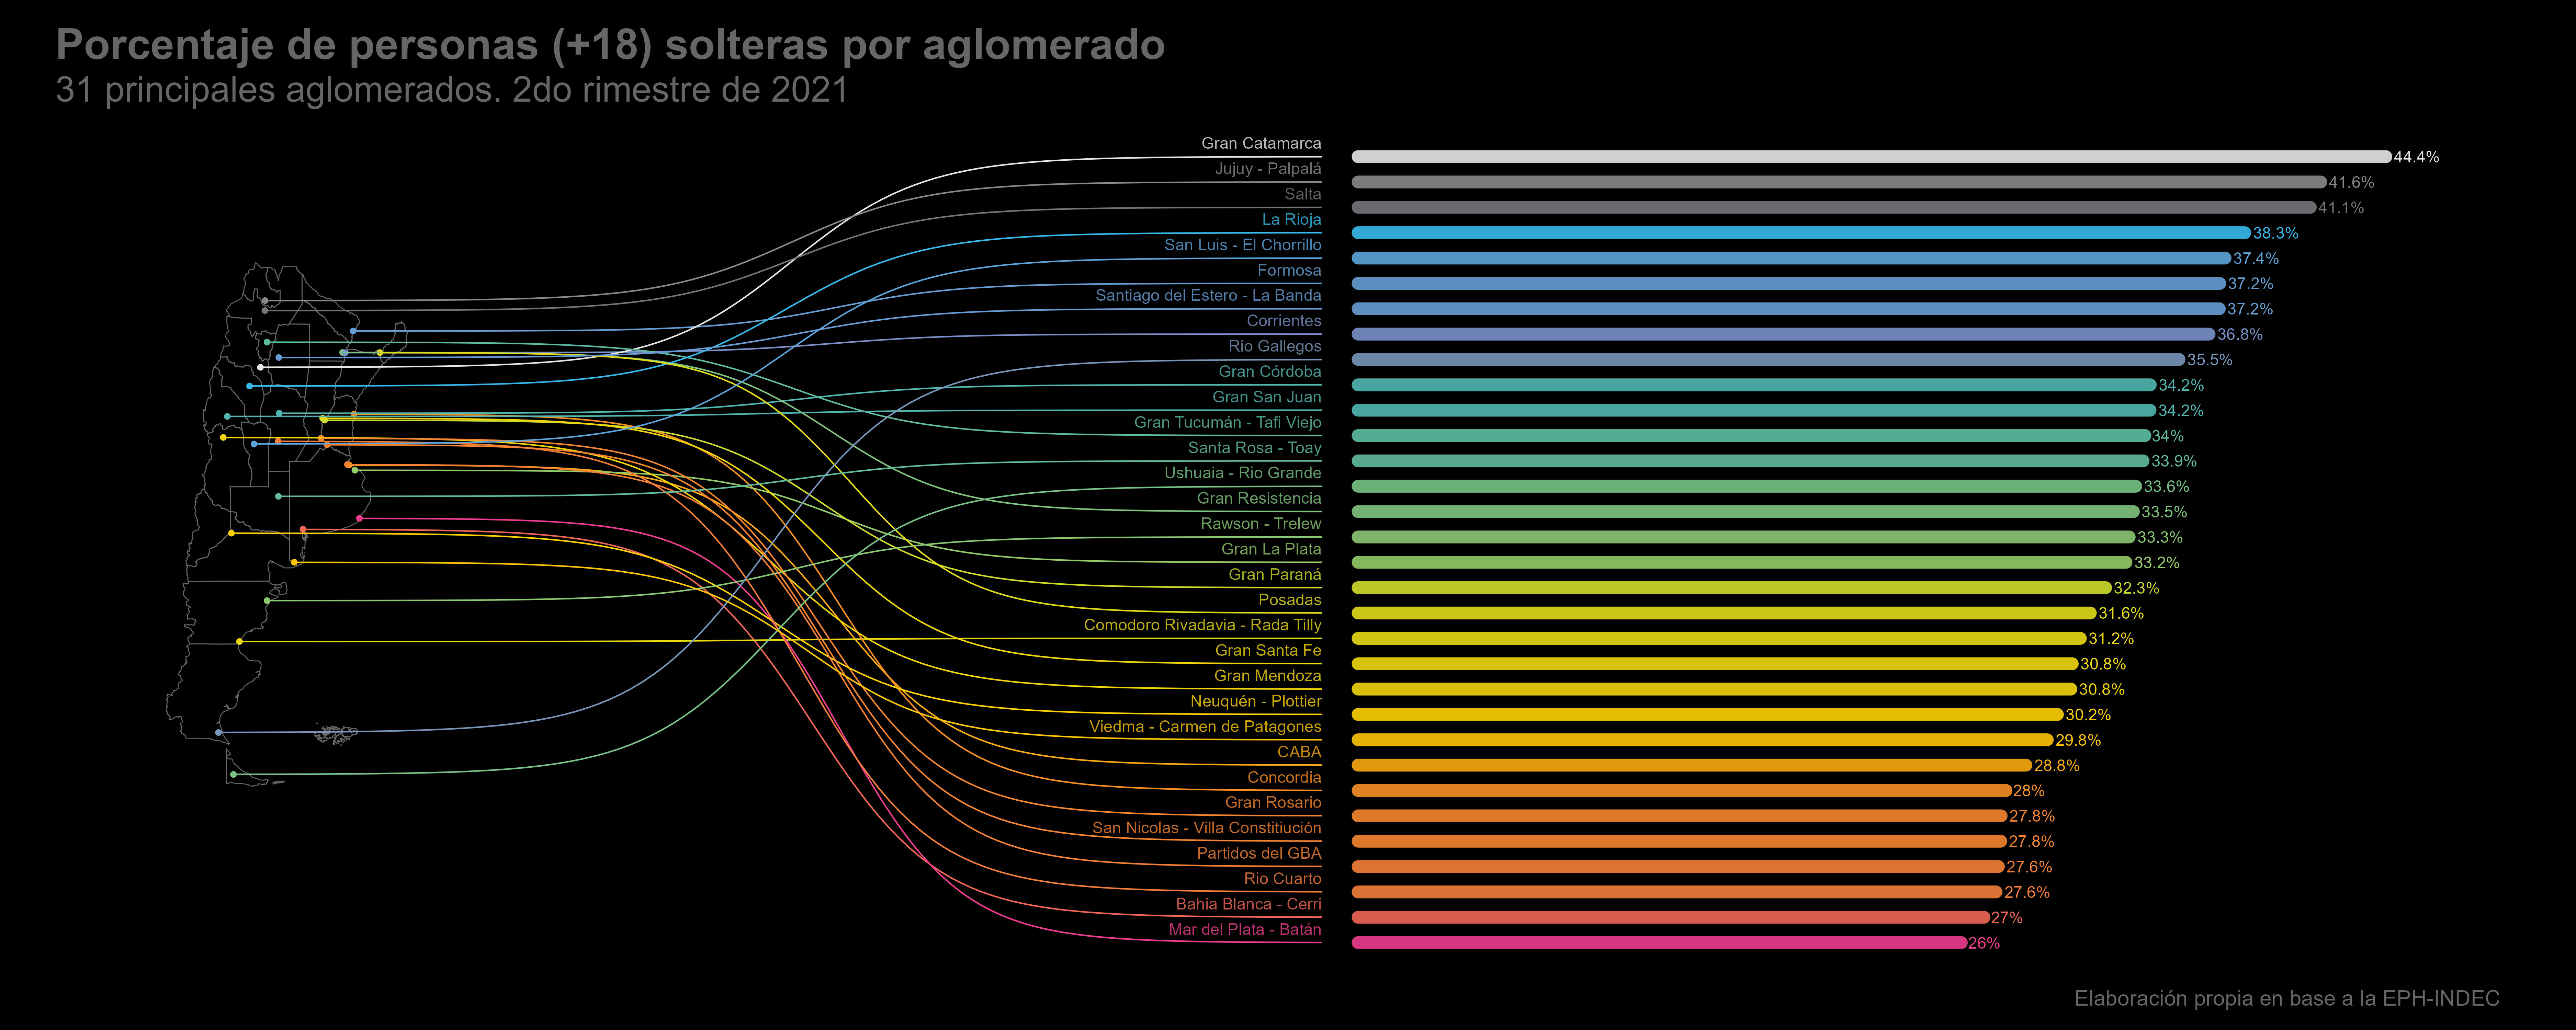 Porcentaje de personas (+18) solteras por aglomerado
31 principales aglomerados. 2do rimestre de 2021
Gran Catamarca 44.4%
Jujuy - Palpalá 41.6%
Salta 41.1%
La Rioja 38.3%
San Luis - El Chorrillo 37.4%
Formosa 37.2%
Santiago del Estero - La Banda 37.2%
Corrientes 36.8%
Rio Gallegos 35.5%
Gran Córdoba 34.2%
Gran San Juan 34.2%
Gran Tucumán - Tafi Viejo 34%
Santa Rosa - Toay 33.9%
Ushuaia - Rio Grande 33.6%
Gran Resistencia 33.5%
Rawson - Trelew 33.3%
Gran La Plata 33.2%
Gran Paraná 32.3%
Posadas 31.6%
Comodoro Rivadavia - Rada Tilly 31.2%
Gran Santa Fe 30.8%
Gran Mendoza 30.8%
Neuquén - Plottier 30.2%
Viedma - Carmen de Patagones 29.8%
CABA 28.8%
Concordia 28%
Gran Rosario 27.8%
San Nicolas - Villa Constitiución 27.8%
Partidos del GBA 27.6%
Rio Cuarto 27.6%
Bahia Blanca - Cerri 27%
Mar del Plata - Batán 26%
Elaboración propia en base a la EPH-INDEC